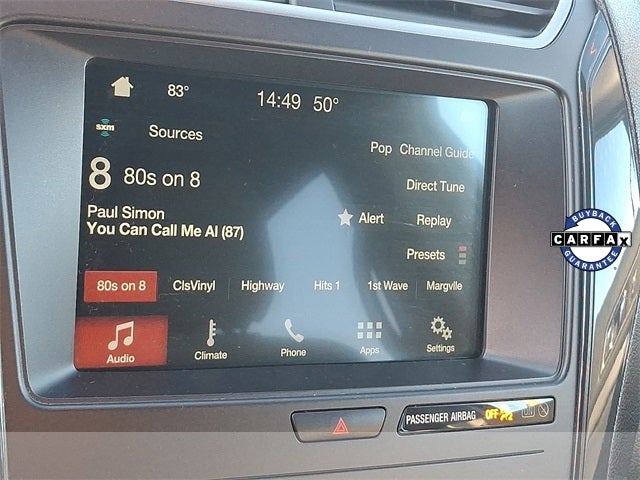 83° 14:49 50°
sxm Sources
Pop Channel Guide
8 80s on 8
Direct Tune
Paul Simon
You Can Call Me Al (87)
Alert Replay
Presets
80s on 8 ClsVinyl Highway Hits 1 1st Wave Margvlle
Audio Climate Phone Apps Settings
PASSENGER AIRBAG OFF
BUYBACK
CARFAX
GUARANTEE